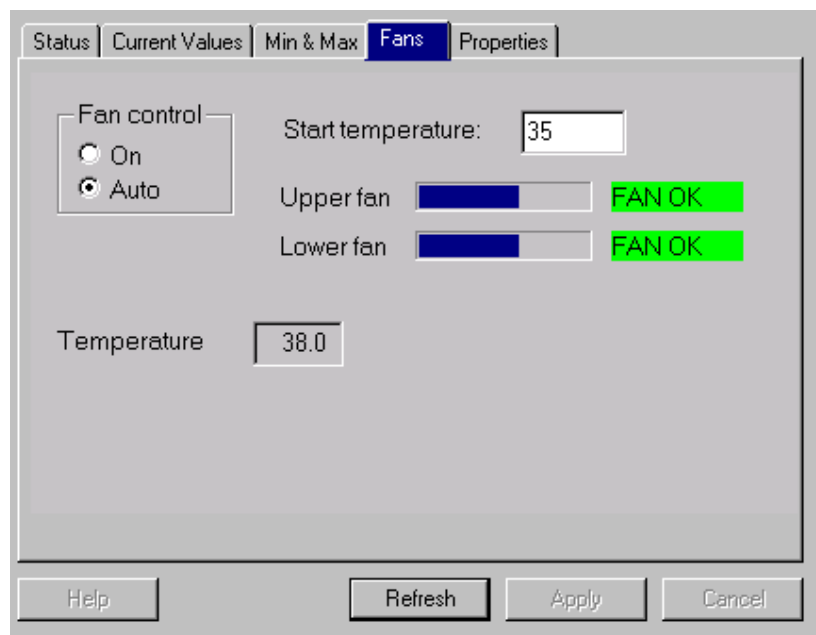 Status Current Values Min & Max Fans Properties
Fan control
On
Auto
Start temperature: 35
Upper fan FAN OK
Lower fan FAN OK
Temperature 38.0
Help Refresh Apply Cancel